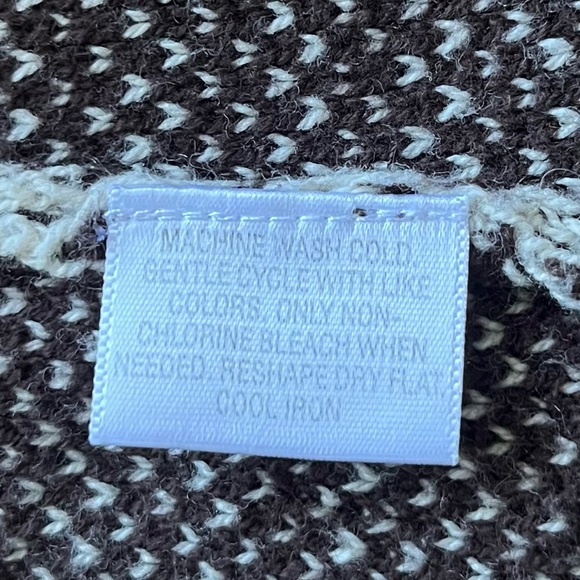 MACHINE WASH COLD,
GENTLE CYCLE WITH LIKE
COLORS. ONLY NON-
CHLORINE BLEACH WHEN
NEEDED. RESHAPE DRY FLAT,
COOL IRON